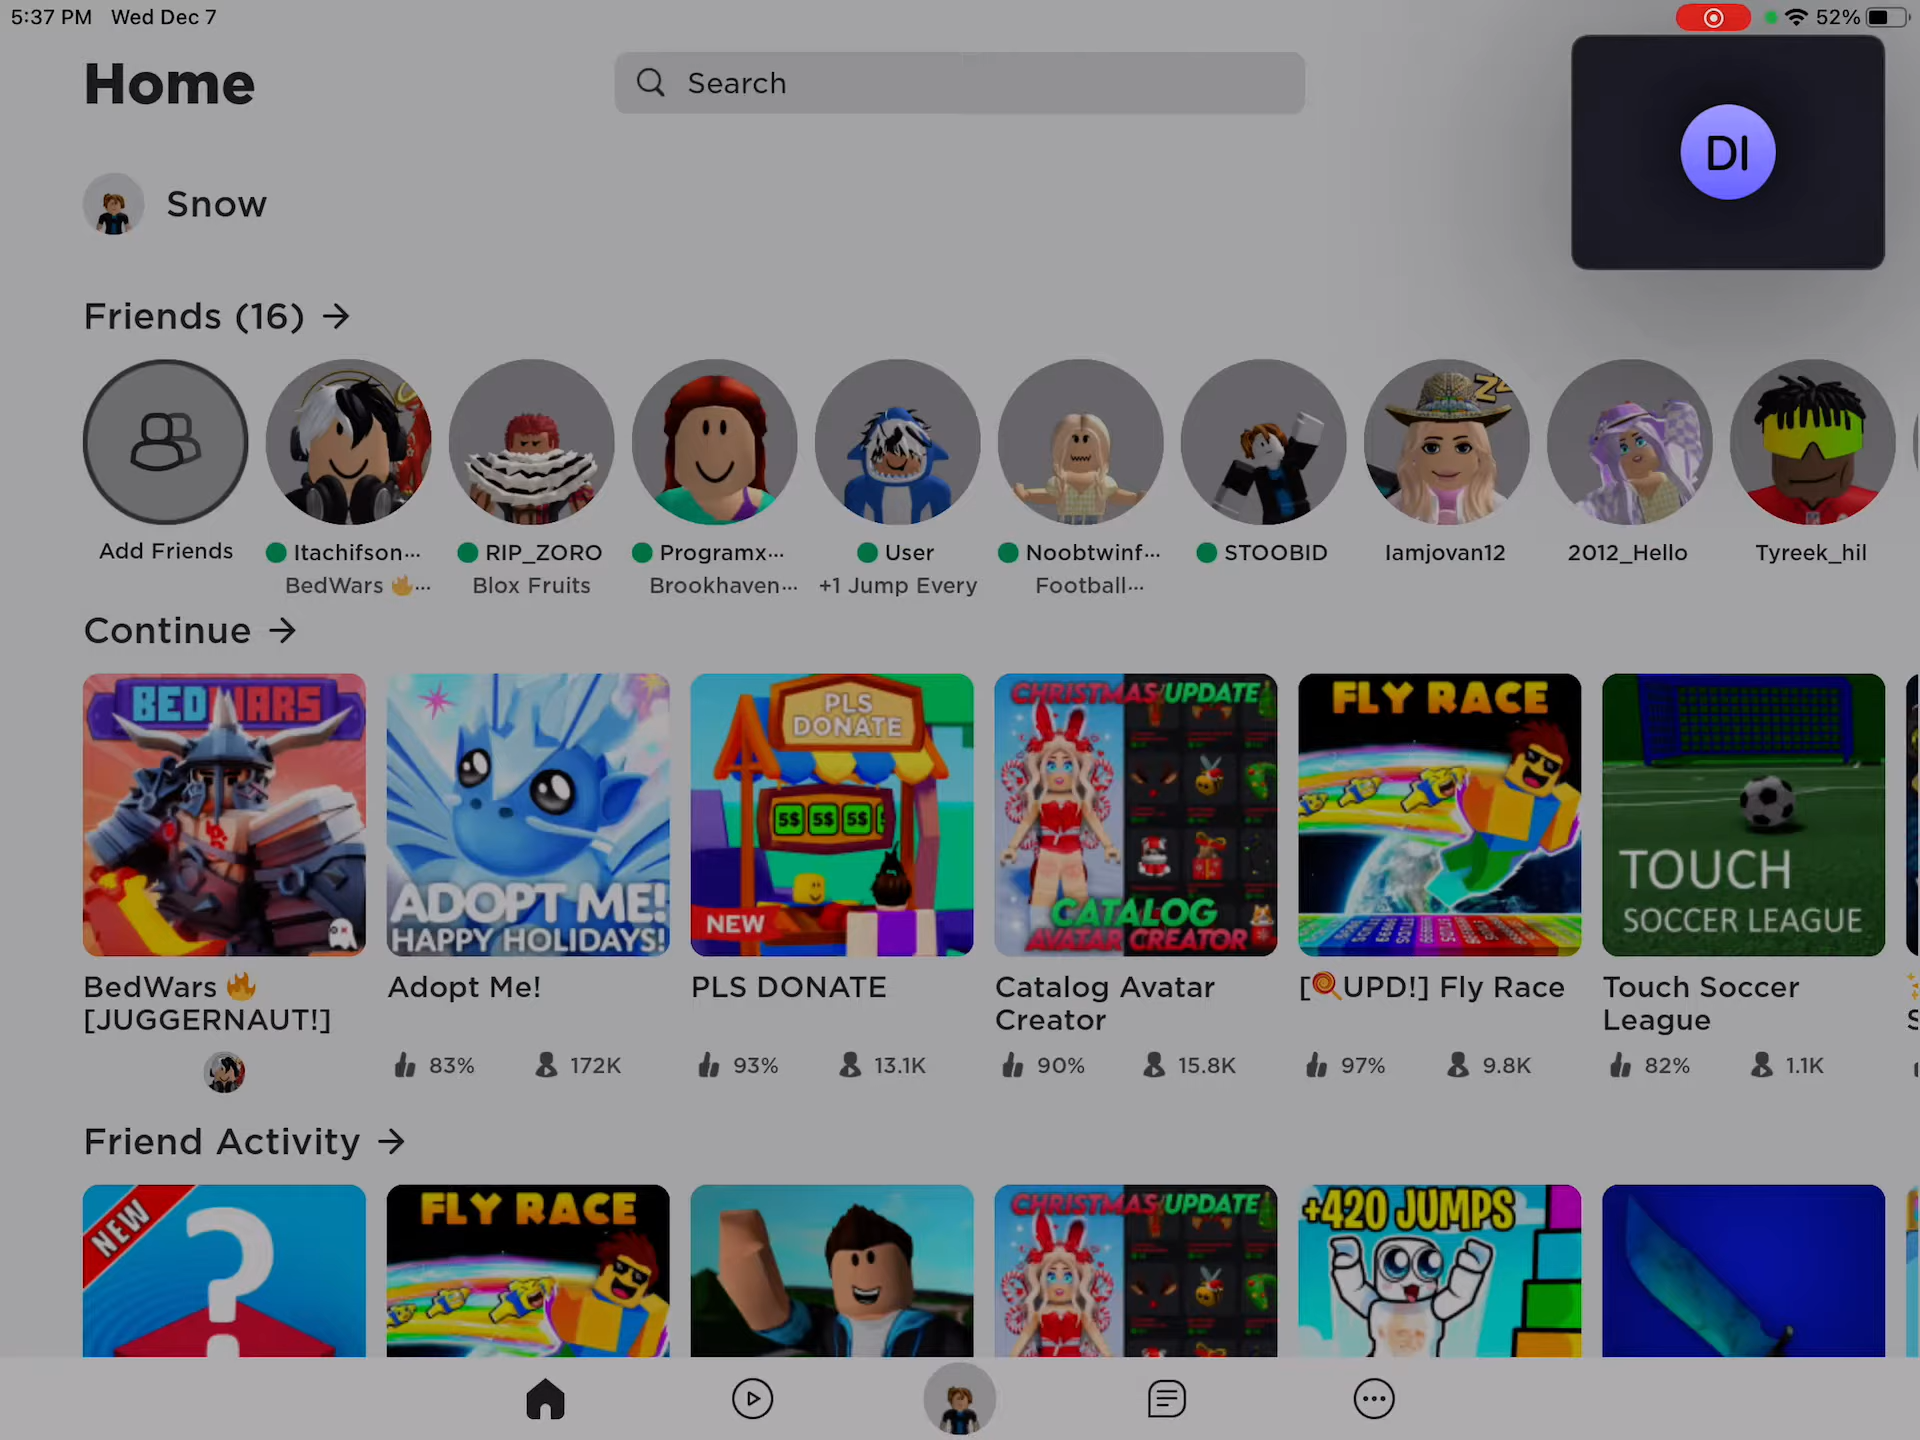 5:37 PM Wed Dec 7
52%
Home
Search
DI
Snow
Friends (16) →
Add Friends
Itachifson...
BedWars 🔥...
RIP_ZORO
Blox Fruits
Programx...
Brookhaven...
User
+1 Jump Every
Noobtwinf...
Football...
STOOBID
Iamjovan12
2012_Hello
Tyreek_hil
Continue →
BEDWARS
ADOPT ME!
HAPPY HOLIDAYS!
PLS
DONATE
5$ 5$ 5$
NEW
CHRISTMAS UPDATE
CATALOG
AVATAR CREATOR
FLY RACE
TOUCH
SOCCER LEAGUE
BedWars 🔥
[JUGGERNAUT!]
Adopt Me!
83% 172K
PLS DONATE
93% 13.1K
Catalog Avatar
Creator
90% 15.8K
[🍭UPD!] Fly Race
97% 9.8K
Touch Soccer
League
82% 1.1K
Friend Activity →
NEW
?
FLY RACE
CHRISTMAS UPDATE
+420 JUMPS